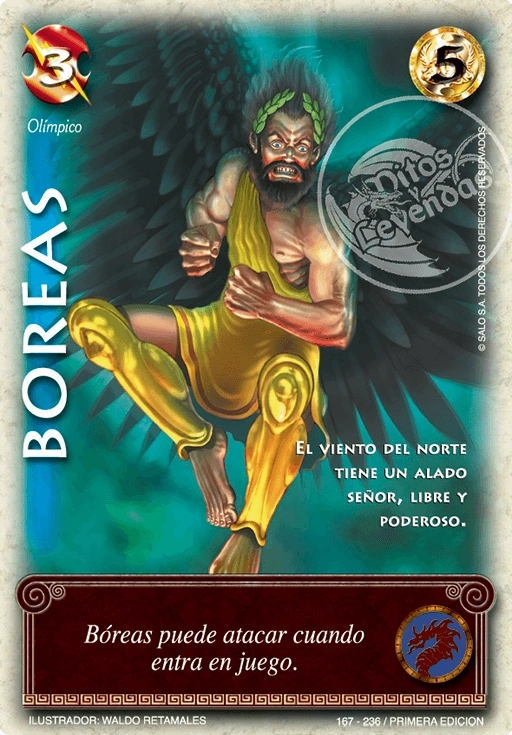 3
5
Olímpico
Mitos
y
Leyendas
BOREAS
© SALO S.A. TODOS LOS DERECHOS RESERVADOS
EL VIENTO DEL NORTE
TIENE UN ALADO
SEÑOR, LIBRE Y
PODEROSO.
Bóreas puede atacar cuando
entra en juego.
ILUSTRADOR: WALDO RETAMALES
167 - 236 / PRIMERA EDICION